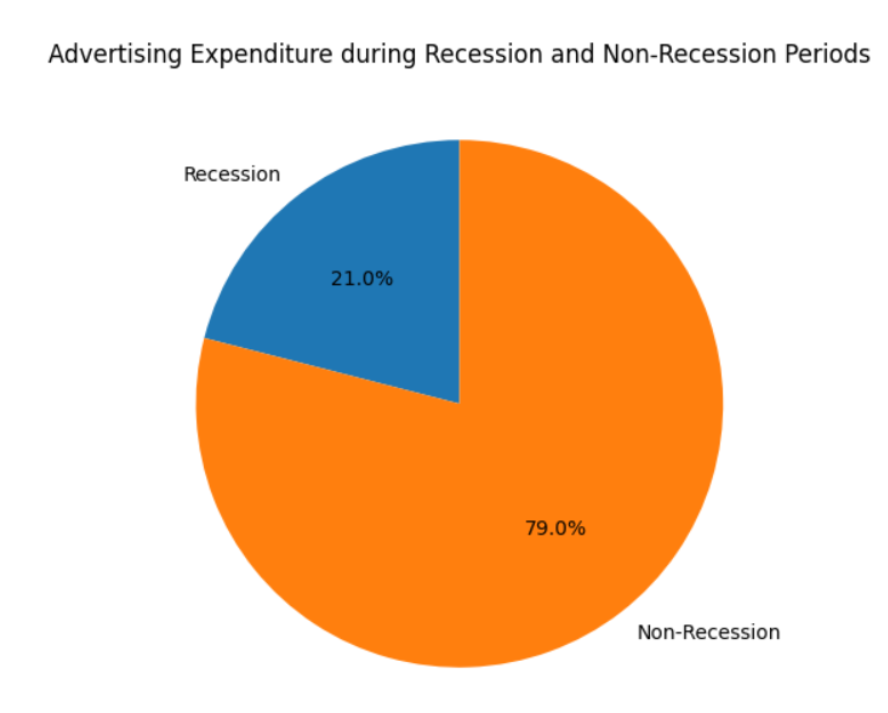 Advertising Expenditure during Recession and Non-Recession Periods
Recession
21.0%
79.0%
Non-Recession